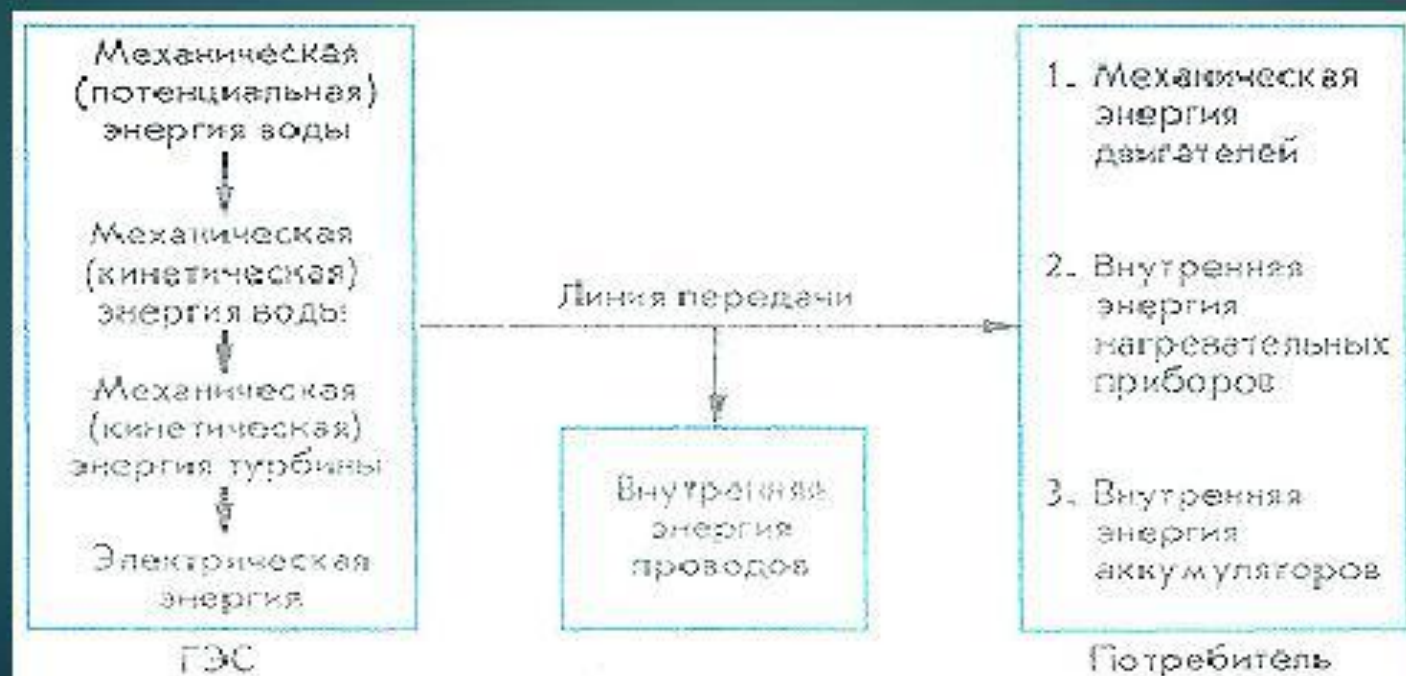 Механическая
(потенциальная)
энергия воды
Механическая
(кинетическая)
энергия воды
Механическая
(кинетическая)
энергия турбины
Электрическая
энергия
ГЭС
Линия передачи
Внутренняя
энергия
проводов
1. Механическая
энергия
двигателей
2. Внутренняя
энергия
нагревательных
приборов
3. Внутренняя
энергия
аккумуляторов
Потребитель